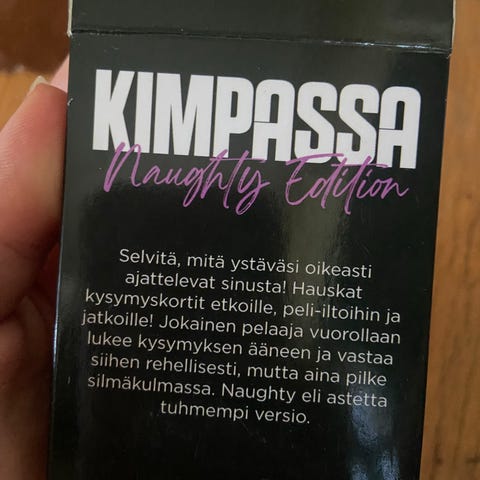 KIMPASSA
Naughty Edition
Selvitä, mitä ystäväsi oikeasti
ajattelevat sinusta! Hauskat
kysymyskortit etkoille, peli-iltoihin ja
jatkoille! Jokainen pelaaja vuorollaan
lukee kysymyksen ääneen ja vastaa
siihen rehellisesti, mutta aina pilke
silmäkulmassa. Naughty eli astetta
tuhmempi versio.